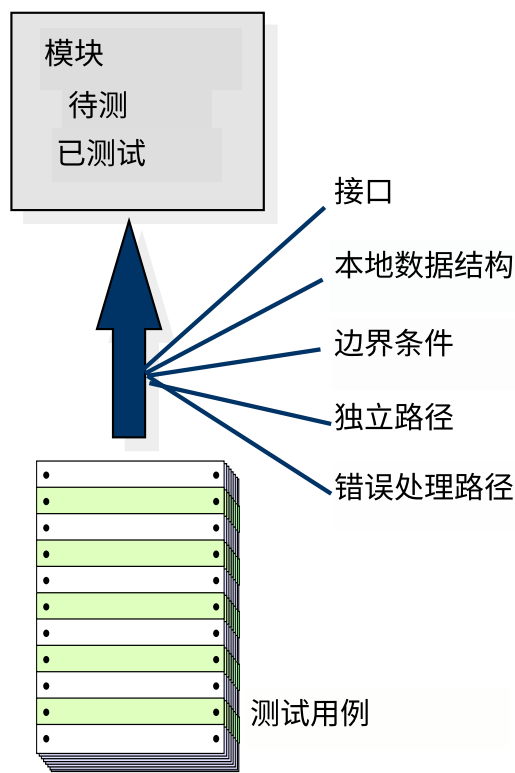 模块
待测
已测试
接口
本地数据结构
边界条件
独立路径
错误处理路径
测试用例